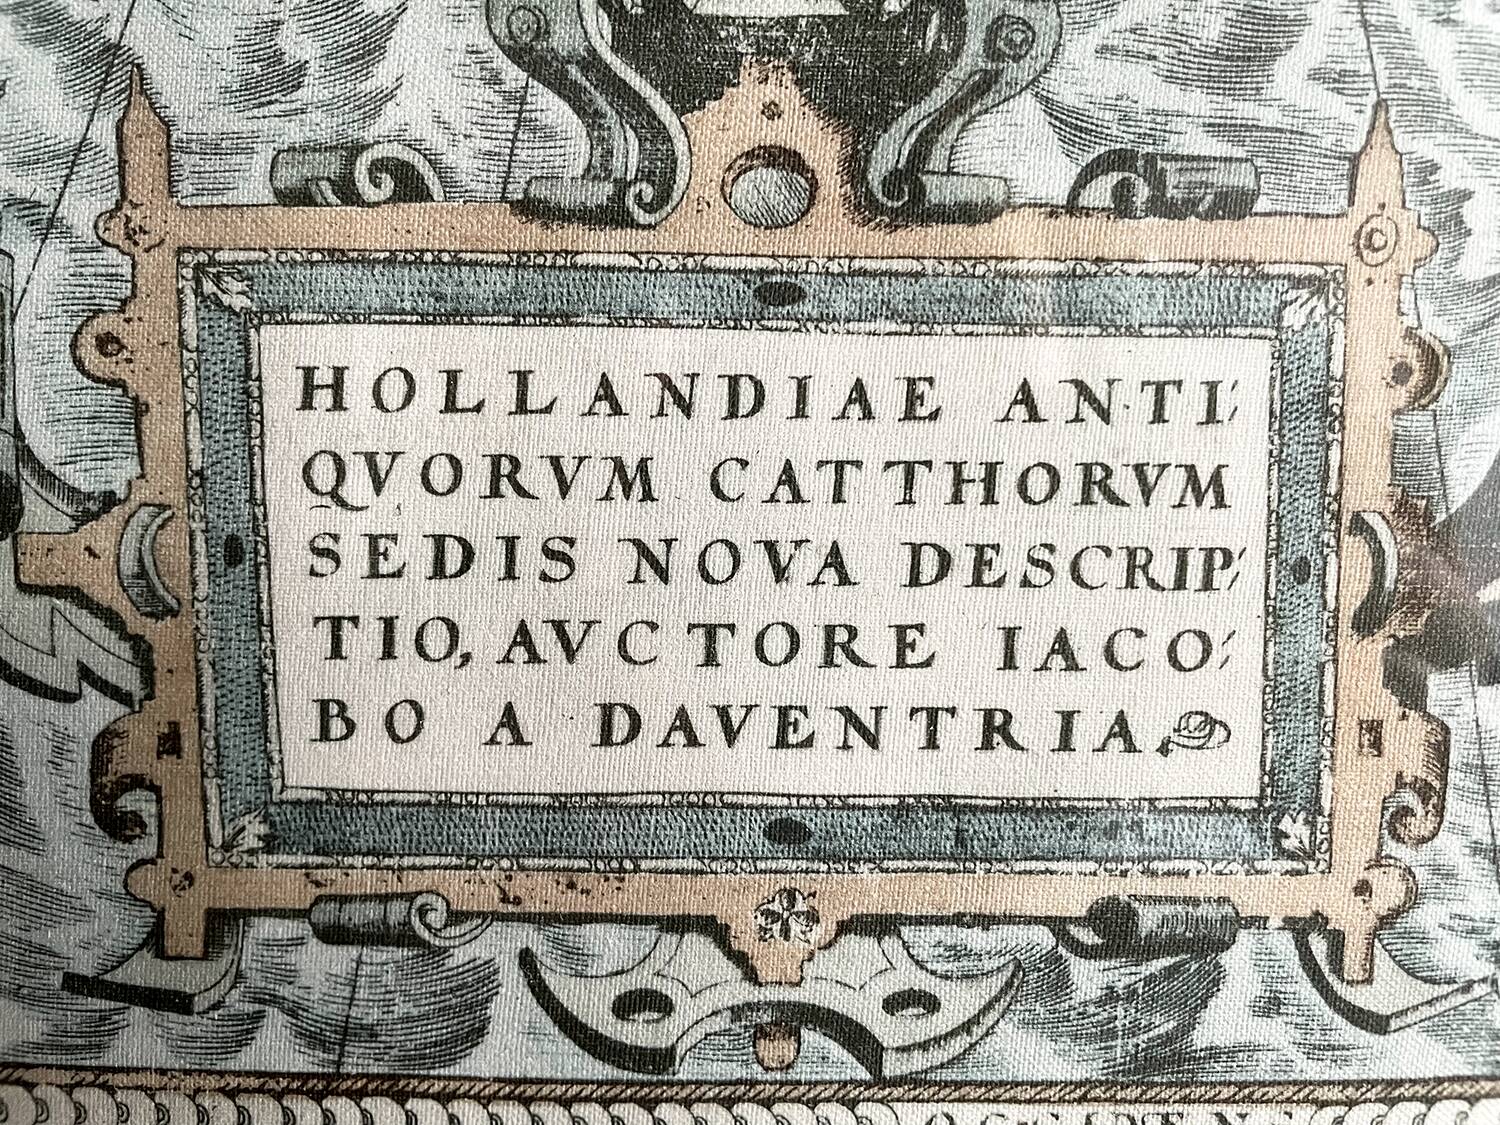 HOLLANDIAE ANTI⸗
QVORVM CATTHORVM
SEDIS NOVA DESCRIP⸗
TIO, AVCTORE IACO⸗
BO A DAVENTRIA